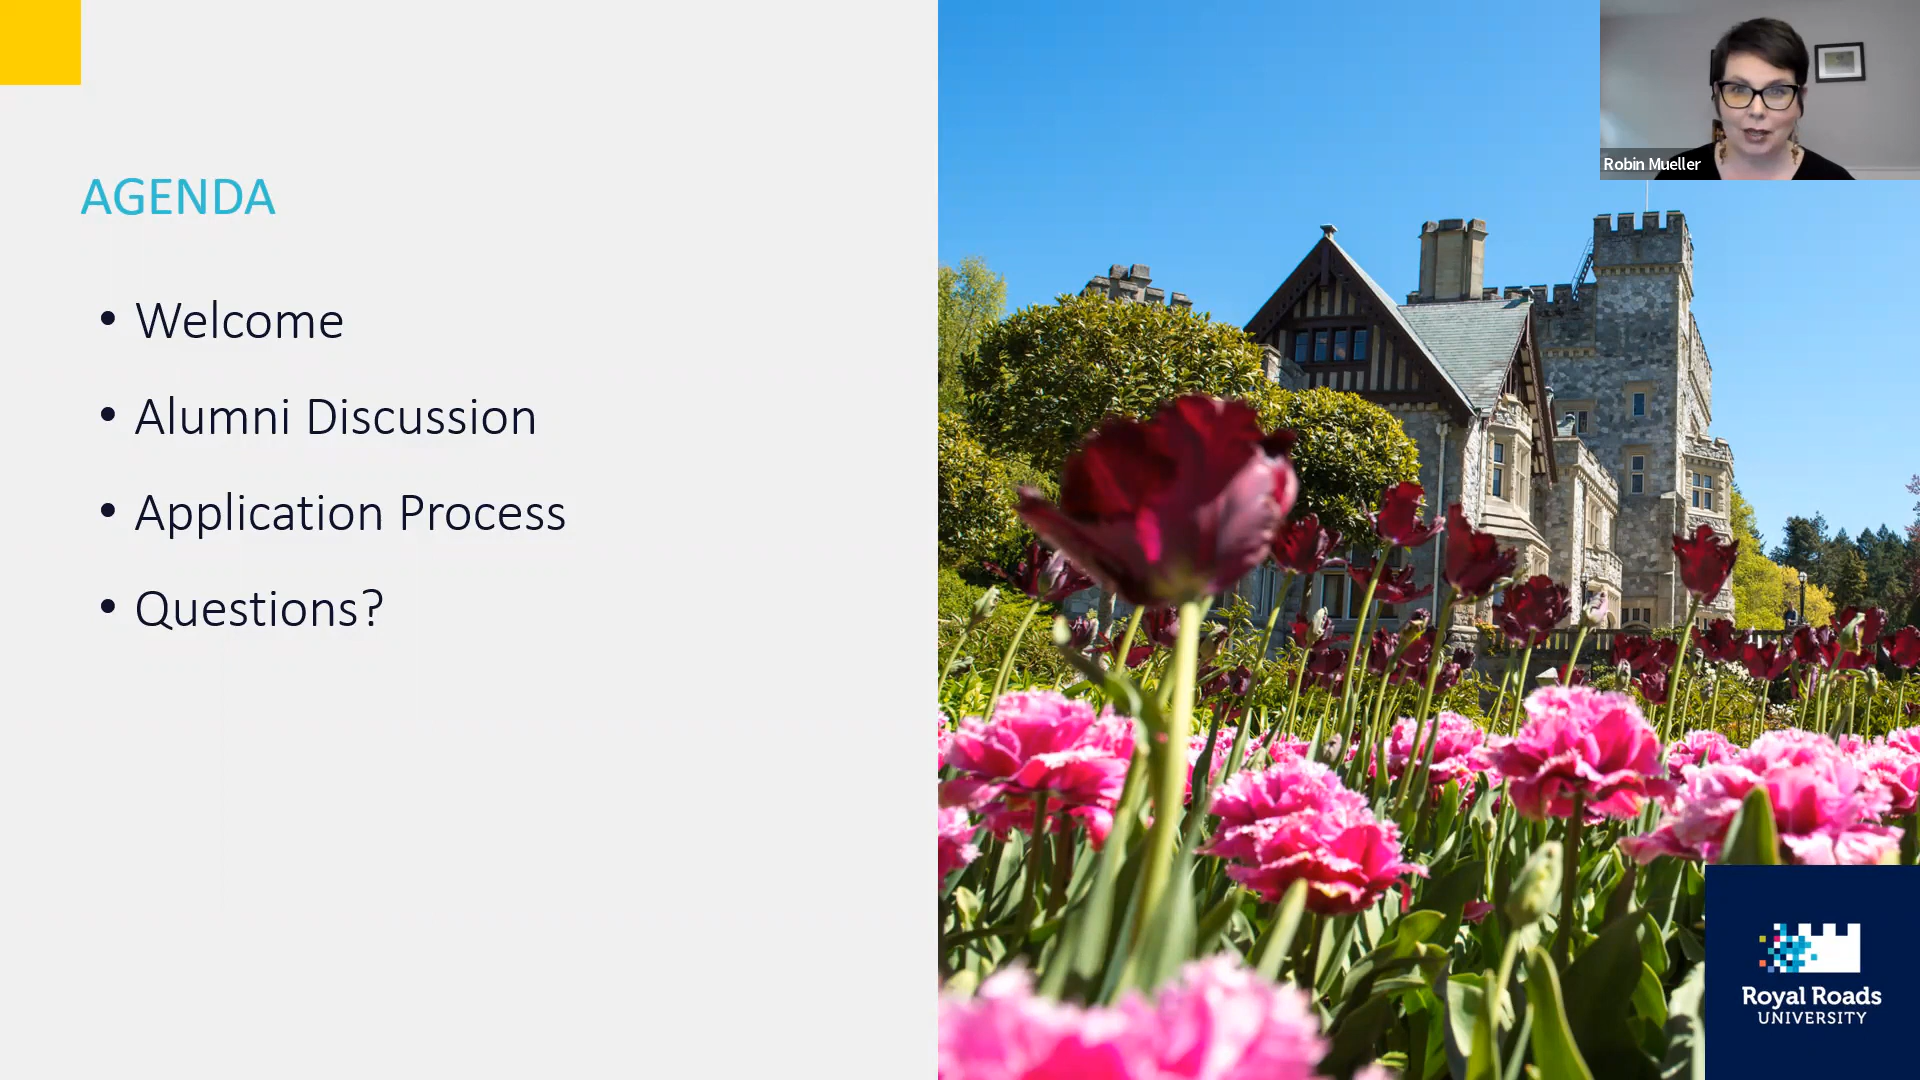 AGENDA
• Welcome
• Alumni Discussion
• Application Process
• Questions?
Robin Mueller
Royal Roads
UNIVERSITY